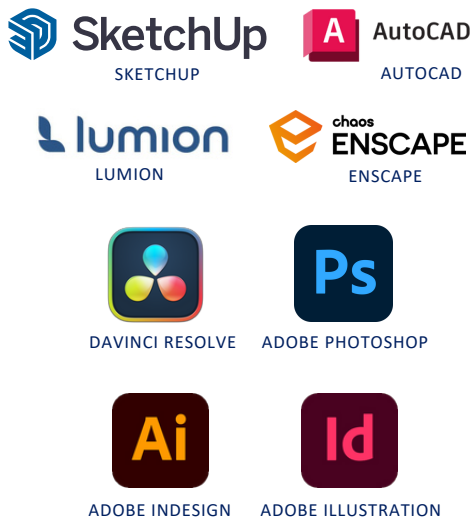 SketchUp
A AutoCAD
SKETCHUP
AUTOCAD
lumion
chaos
ENSCAPE
LUMION
ENSCAPE
Ps
DAVINCI RESOLVE
ADOBE PHOTOSHOP
Ai
Id
ADOBE INDESIGN
ADOBE ILLUSTRATION